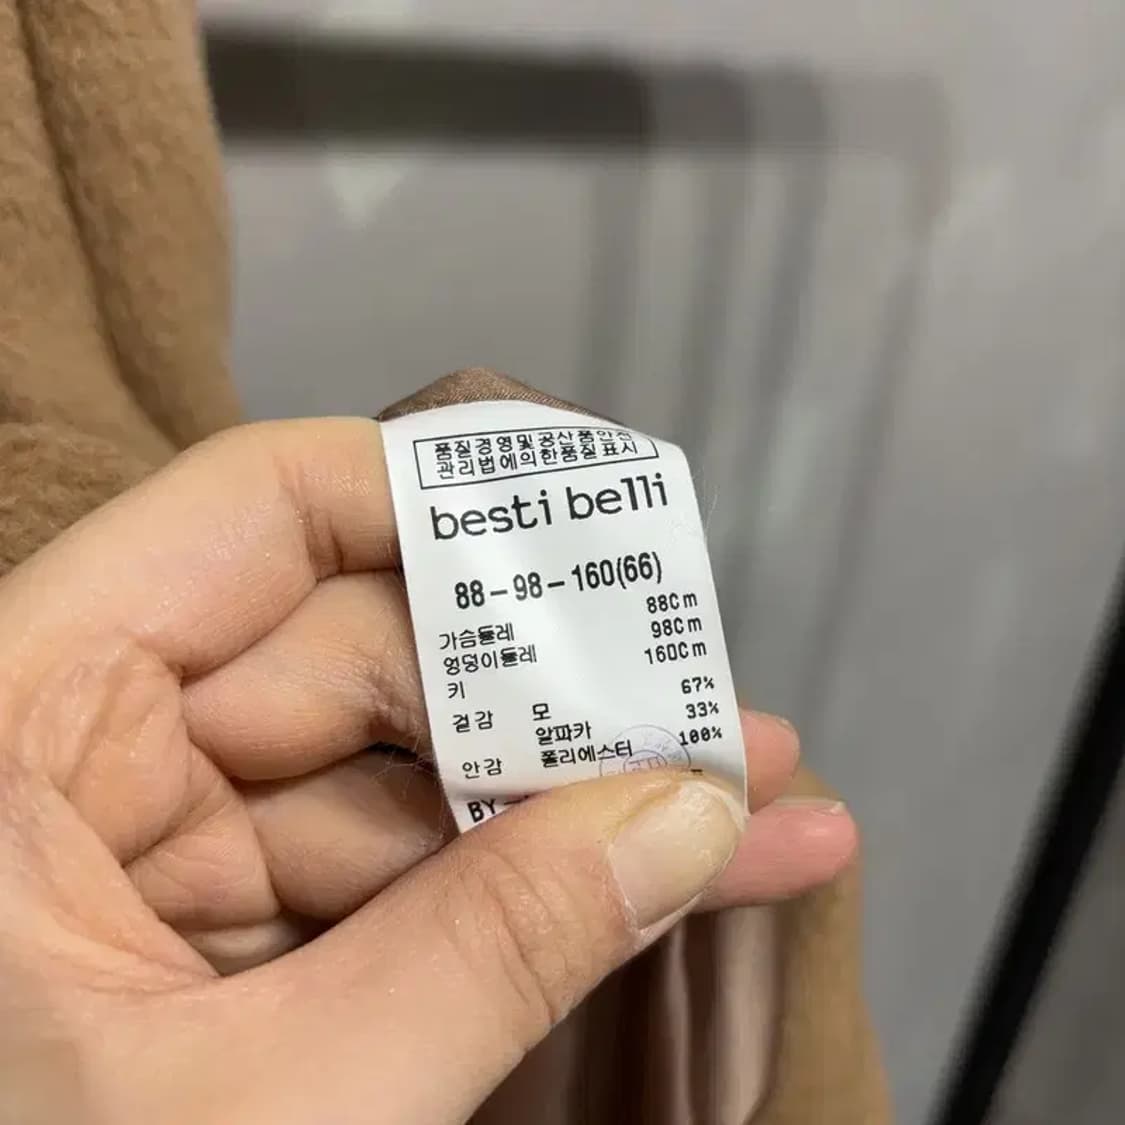 품질경영및공산품안전
관리법에의한품질표시
besti belli
88-98-160(66)
가슴둘레 88Cm
엉덩이둘레 98Cm
키 160Cm
겉감 모 67%
알파카 33%
안감 폴리에스터 100%
BY-